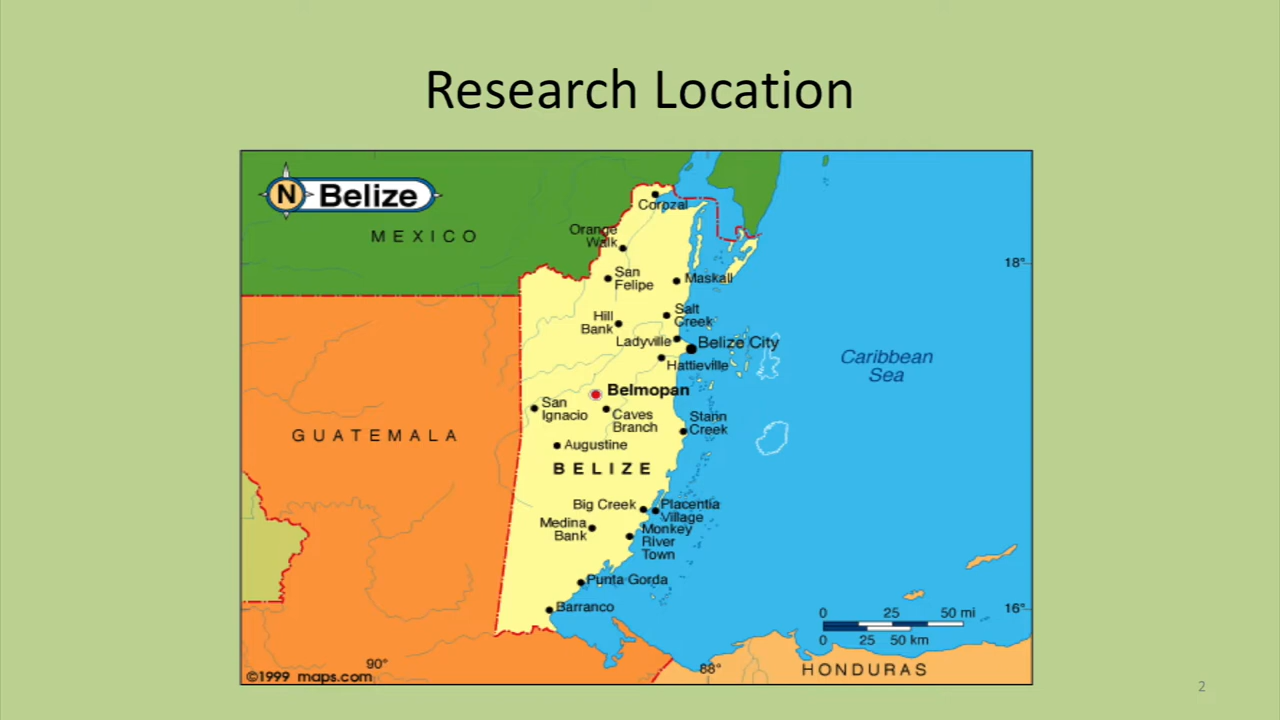 Research Location
N Belize
MEXICO
Corozal
Orange
Walk
San
Felipe
Maskall
18°
Hill
Bank
Salt
Creek
Ladyville
Belize City
Hattieville
Caribbean
Sea
Belmopan
San
Ignacio
Caves
Branch
Stann
Creek
GUATEMALA
Augustine
BELIZE
Big Creek
Placentia
Village
Medina
Bank
Monkey
River
Town
Punta Gorda
Barranco
16°
0 25 50 mi
0 25 50 km
90°
88°
HONDURAS
©1999 maps.com
2